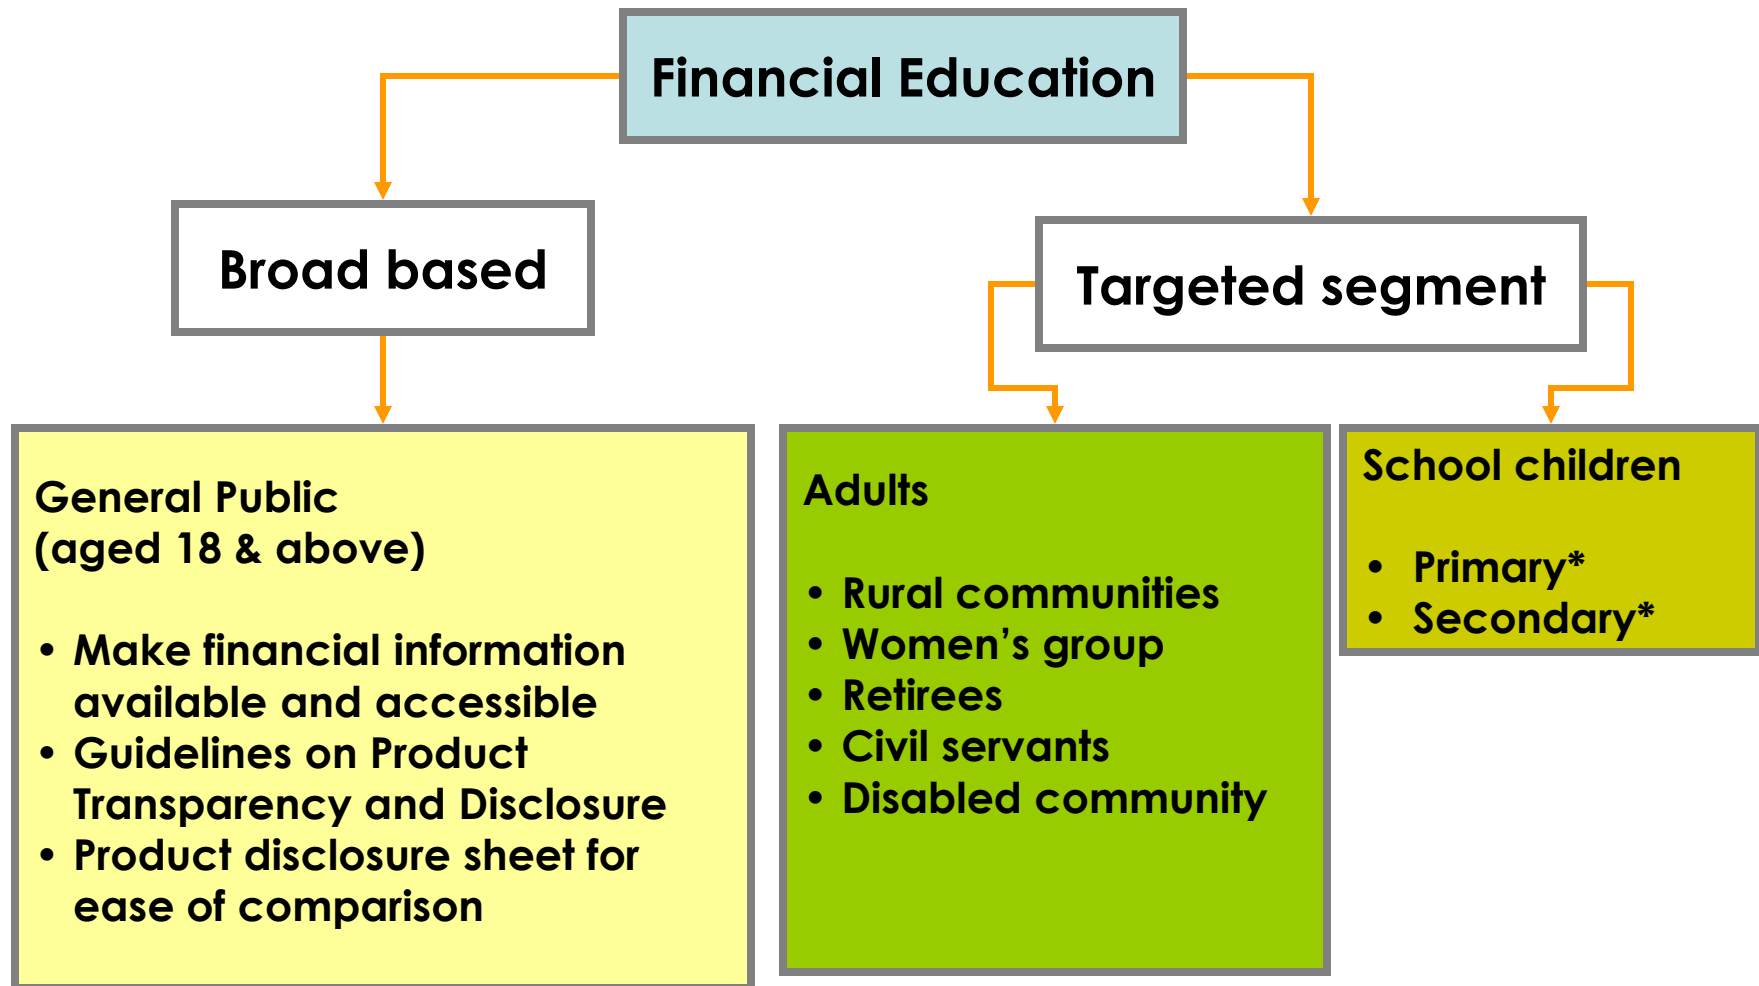 Financial Education
Broad based
Targeted segment
General Public
(aged 18 & above)
• Make financial information
available and accessible
• Guidelines on Product
Transparency and Disclosure
• Product disclosure sheet for
ease of comparison
Adults
• Rural communities
• Women’s group
• Retirees
• Civil servants
• Disabled community
School children
• Primary*
• Secondary*